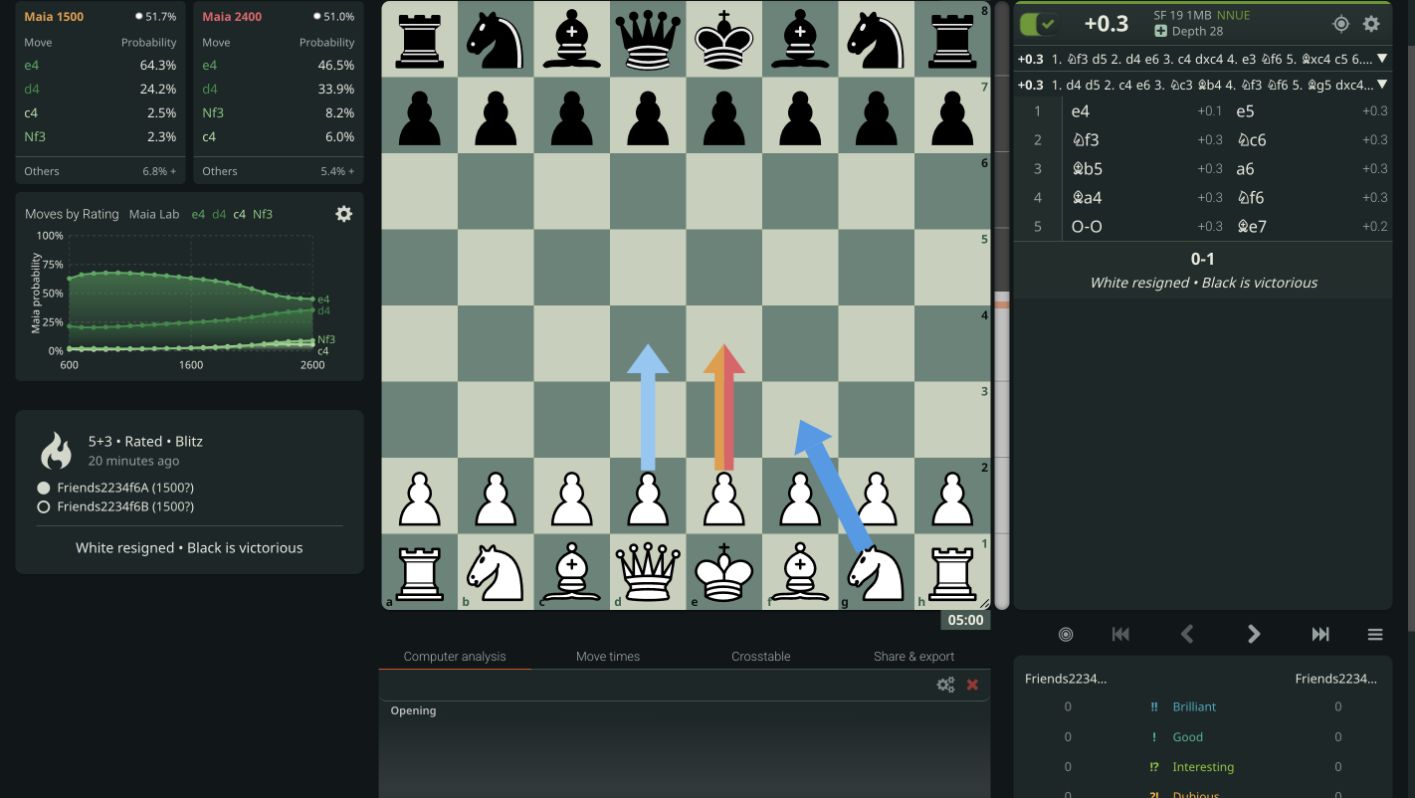 Maia 1500 51.7%
Move Probability
e4 64.3%
d4 24.2%
c4 2.5%
Nf3 2.3%
Others 6.8% +
Maia 2400 51.0%
Move Probability
e4 46.5%
d4 33.9%
Nf3 8.2%
c4 6.0%
Others 5.4% +
Moves by Rating Maia Lab e4 d4 c4 Nf3
Maia probability
100%
75%
50%
25%
0%
600 1600 2600
e4
d4
Nf3
c4
5+3 • Rated • Blitz
20 minutes ago
Friends2234f6A (1500?)
Friends2234f6B (1500?)
White resigned • Black is victorious
8
7
6
5
4
3
2
1
a b c d e f g h
05:00
Computer analysis Move times Crosstable Share & export
Opening
+0.3 SF 19 1MB NNUE
Depth 28
+0.3 1. ♘f3 d5 2. d4 e6 3. c4 dxc4 4. e3 ♘f6 5. ♗xc4 c5 6....
+0.3 1. d4 d5 2. c4 e6 3. ♘c3 ♗b4 4. ♘f3 ♘f6 5. ♗g5 dxc4...
1 e4 +0.1 e5 +0.3
2 ♘f3 +0.3 ♘c6 +0.3
3 ♗b5 +0.3 a6 +0.3
4 ♗a4 +0.3 ♘f6 +0.3
5 O-O +0.3 ♗e7 +0.2
0-1
White resigned • Black is victorious
Friends2234... Friends2234...
0 !! Brilliant 0
0 ! Good 0
0 !? Interesting 0
?! Dubious